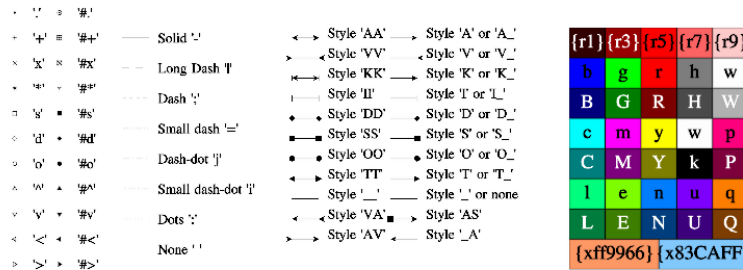 '.' '#.'
'+' '#+'
'x' '#x'
'*' '#*'
's' '#s'
'd' '#d'
'o' '#o'
'^' '#^'
'v' '#v'
'<' '#<'
'>' '#>'
Solid '-'
Long Dash '|'
Dash ';'
Small dash '='
Dash-dot 'j'
Small dash-dot 'i'
Dots ':'
None ' '
Style 'AA' Style 'A' or 'A_'
Style 'VV' Style 'V' or 'V_'
Style 'KK' Style 'K' or 'K_'
Style 'II' Style 'I' or 'I_'
Style 'DD' Style 'D' or 'D_'
Style 'SS' Style 'S' or 'S_'
Style 'OO' Style 'O' or 'O_'
Style 'TT' Style 'T' or 'T_'
Style '__' Style '_' or none
Style 'VA' Style 'AS'
Style 'AV' Style '_A'
{r1} {r3} {r5} {r7} {r9}
b g r h w
B G R H W
c m y w p
C M Y k P
l e n u q
L E N U Q
{xff9966} {x83CAFF}